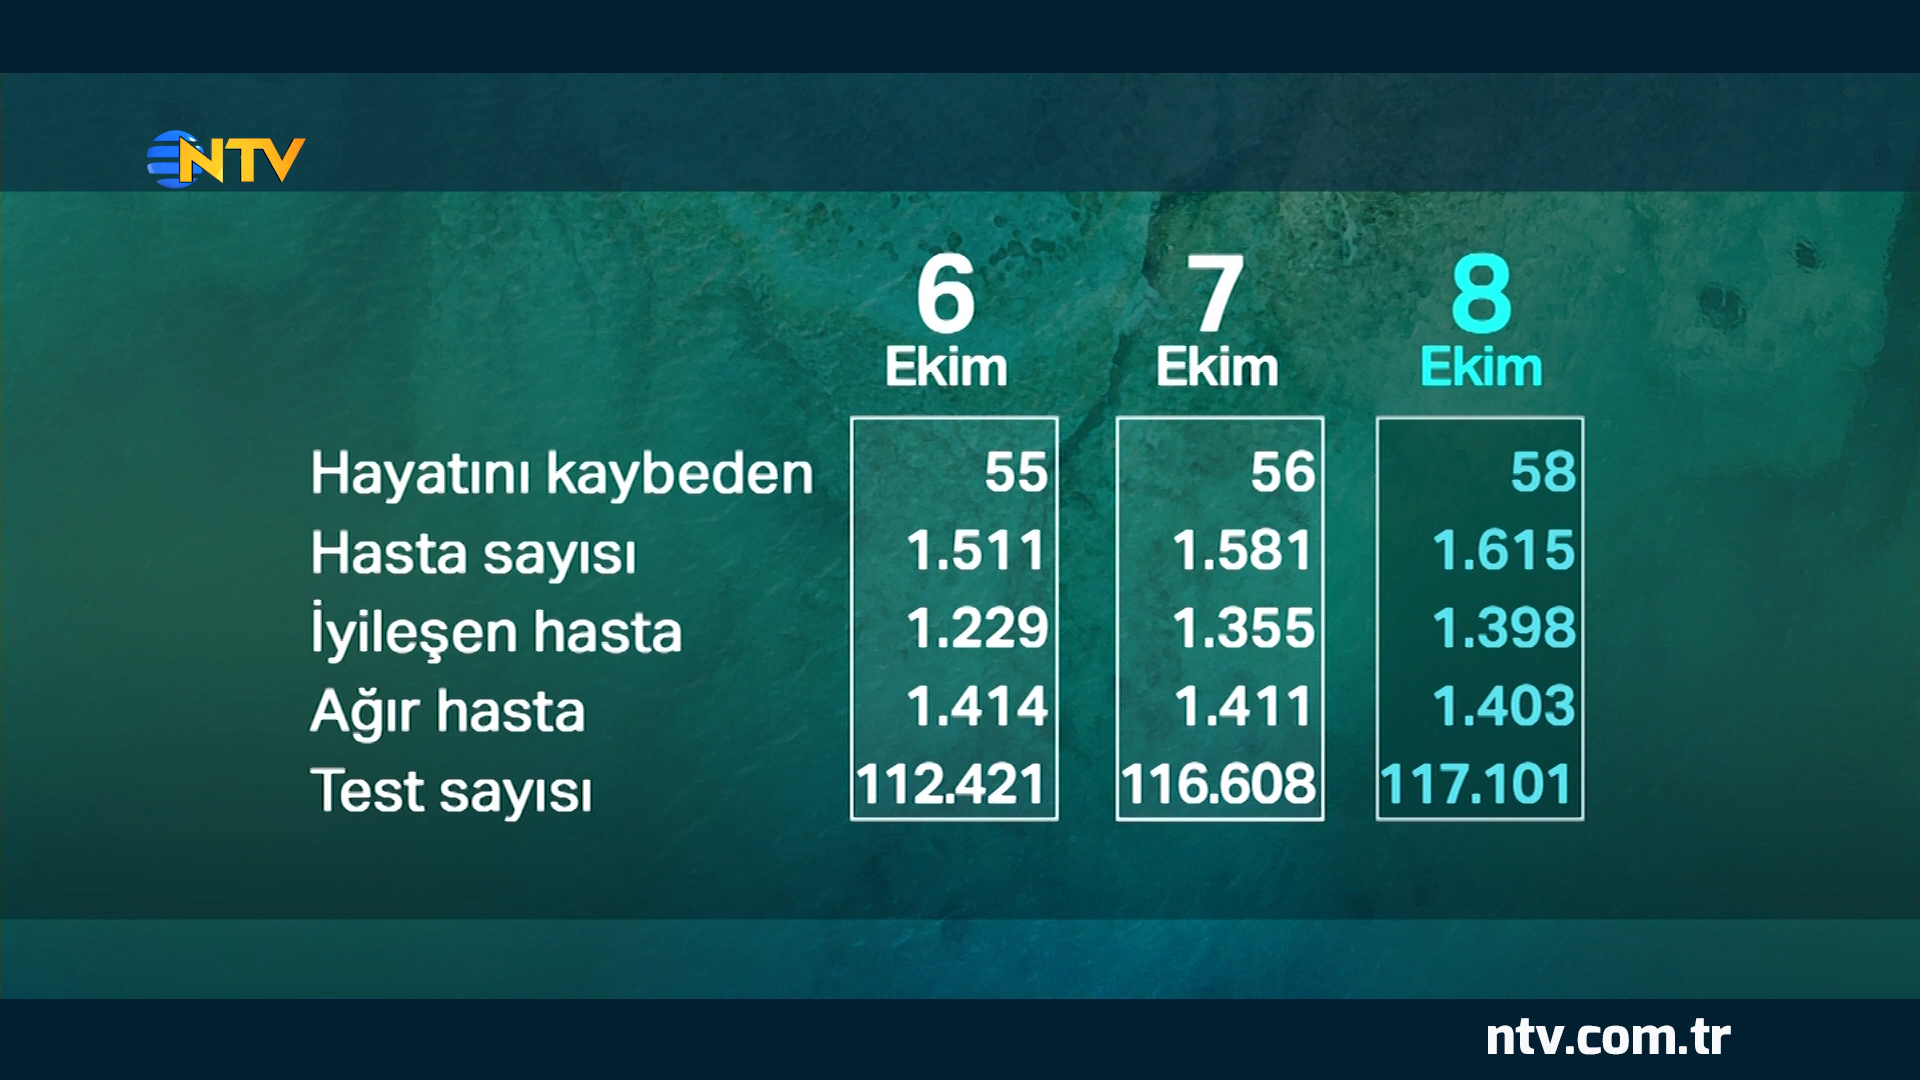 NTV
6 7 8
Ekim Ekim Ekim
Hayatını kaybeden 55 56 58
Hasta sayısı 1.511 1.581 1.615
İyileşen hasta 1.229 1.355 1.398
Ağır hasta 1.414 1.411 1.403
Test sayısı 112.421 116.608 117.101
ntv.com.tr